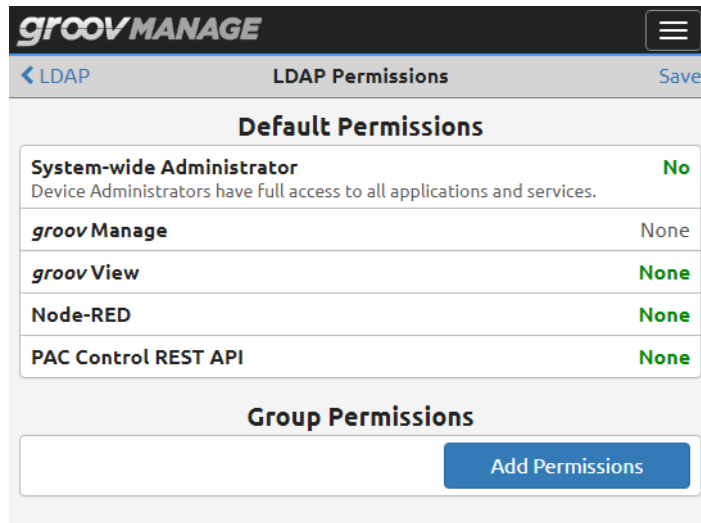 groov MANAGE
LDAP LDAP Permissions Save
Default Permissions
System-wide Administrator No
Device Administrators have full access to all applications and services.
groov Manage None
groov View None
Node-RED None
PAC Control REST API None
Group Permissions
Add Permissions